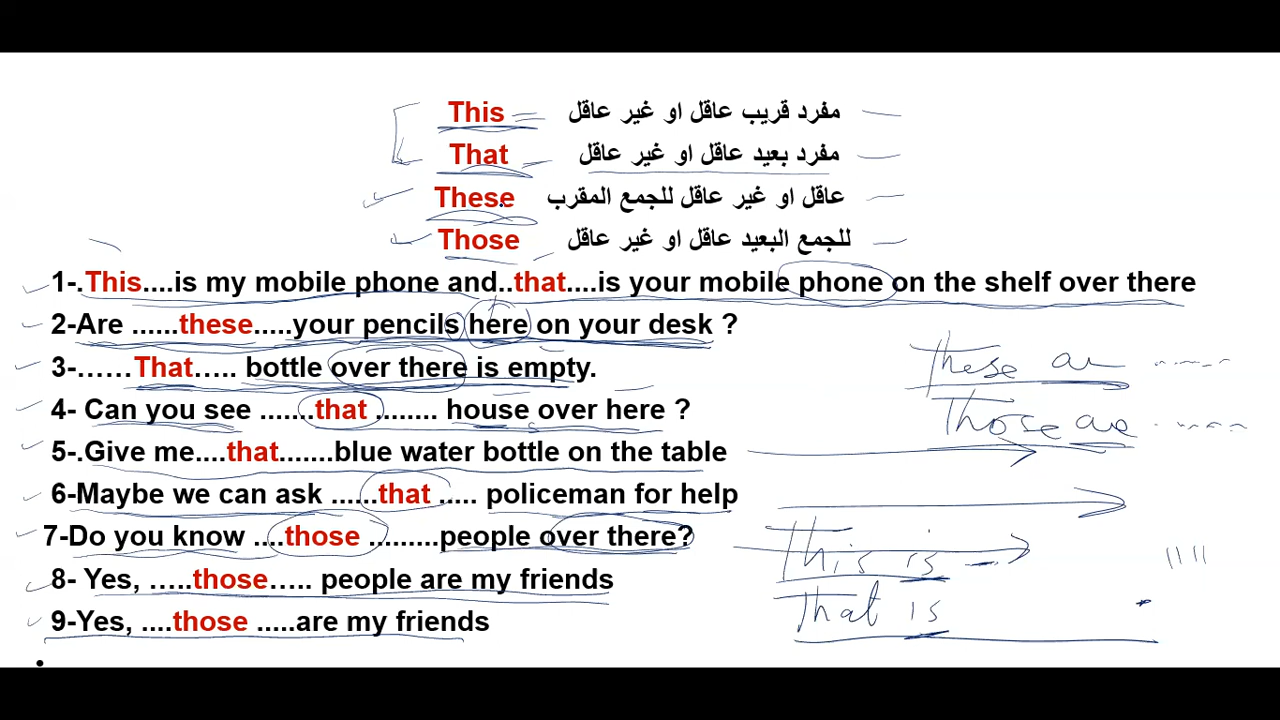 This مفرد قريب عاقل او غير عاقل
That مفرد بعيد عاقل او غير عاقل
These عاقل او غير عاقل للجمع المقرب
Those للجمع البعيد عاقل او غير عاقل
1-.This....is my mobile phone and..that....is your mobile phone on the shelf over there
2-Are ......these.....your pencils here on your desk ?
3-……That….. bottle over there is empty.
4- Can you see .......that ........ house over here ?
5-.Give me....that.......blue water bottle on the table
6-Maybe we can ask ......that ..... policeman for help
7-Do you know ....those .........people over there?
8- Yes, …..those….. people are my friends
9-Yes, ....those .....are my friends
These are
Those are
This is
That is